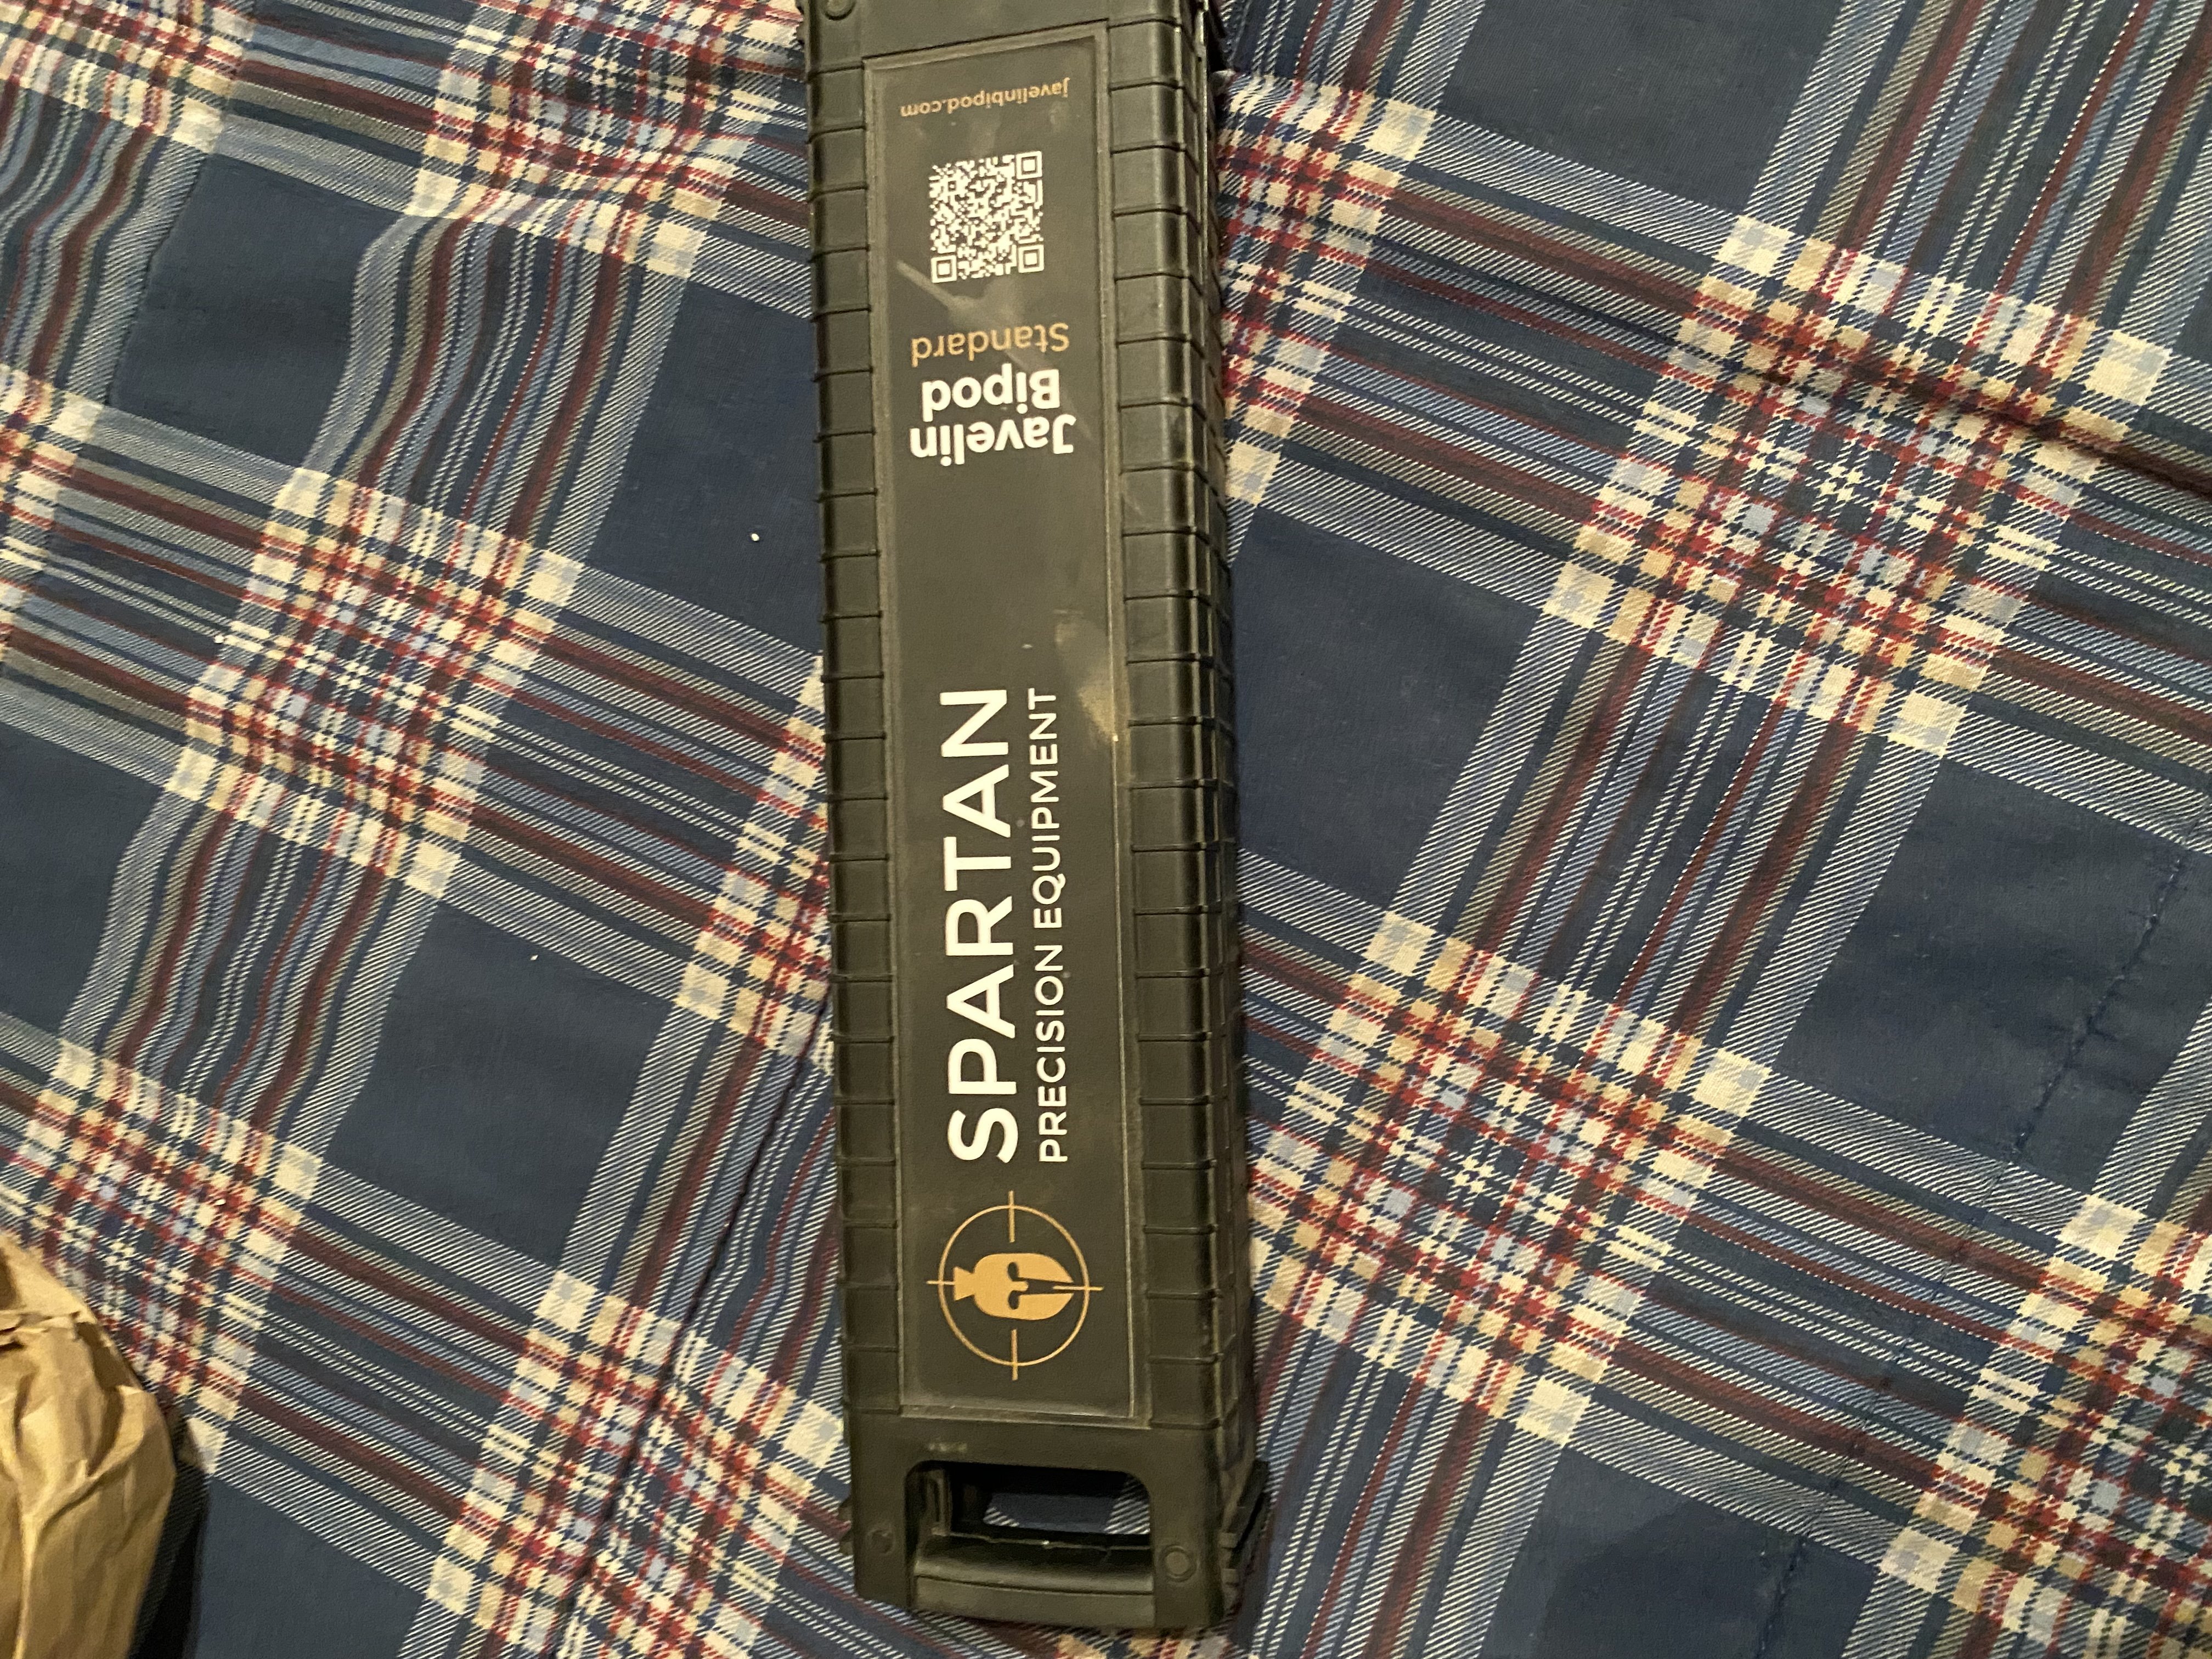 SPARTAN
PRECISION EQUIPMENT
Javelin
Bipod
Standard
javelinbipod.com